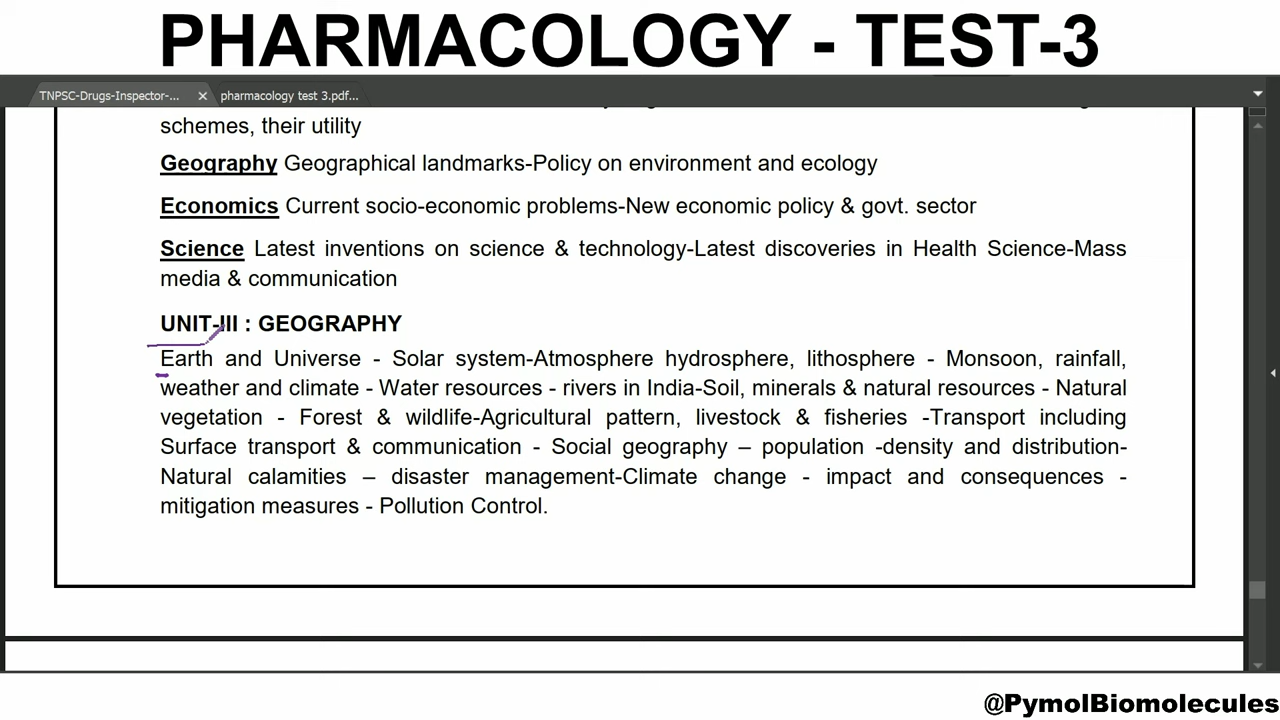 PHARMACOLOGY - TEST-3
TNPSC-Drugs-Inspector-...
pharmacology test 3.pdf...
schemes, their utility
Geography Geographical landmarks-Policy on environment and ecology
Economics Current socio-economic problems-New economic policy & govt. sector
Science Latest inventions on science & technology-Latest discoveries in Health Science-Mass
media & communication
UNIT-III : GEOGRAPHY
Earth and Universe - Solar system-Atmosphere hydrosphere, lithosphere - Monsoon, rainfall,
weather and climate - Water resources - rivers in India-Soil, minerals & natural resources - Natural
vegetation - Forest & wildlife-Agricultural pattern, livestock & fisheries -Transport including
Surface transport & communication - Social geography – population -density and distribution-
Natural calamities – disaster management-Climate change - impact and consequences -
mitigation measures - Pollution Control.
@PymolBiomolecules